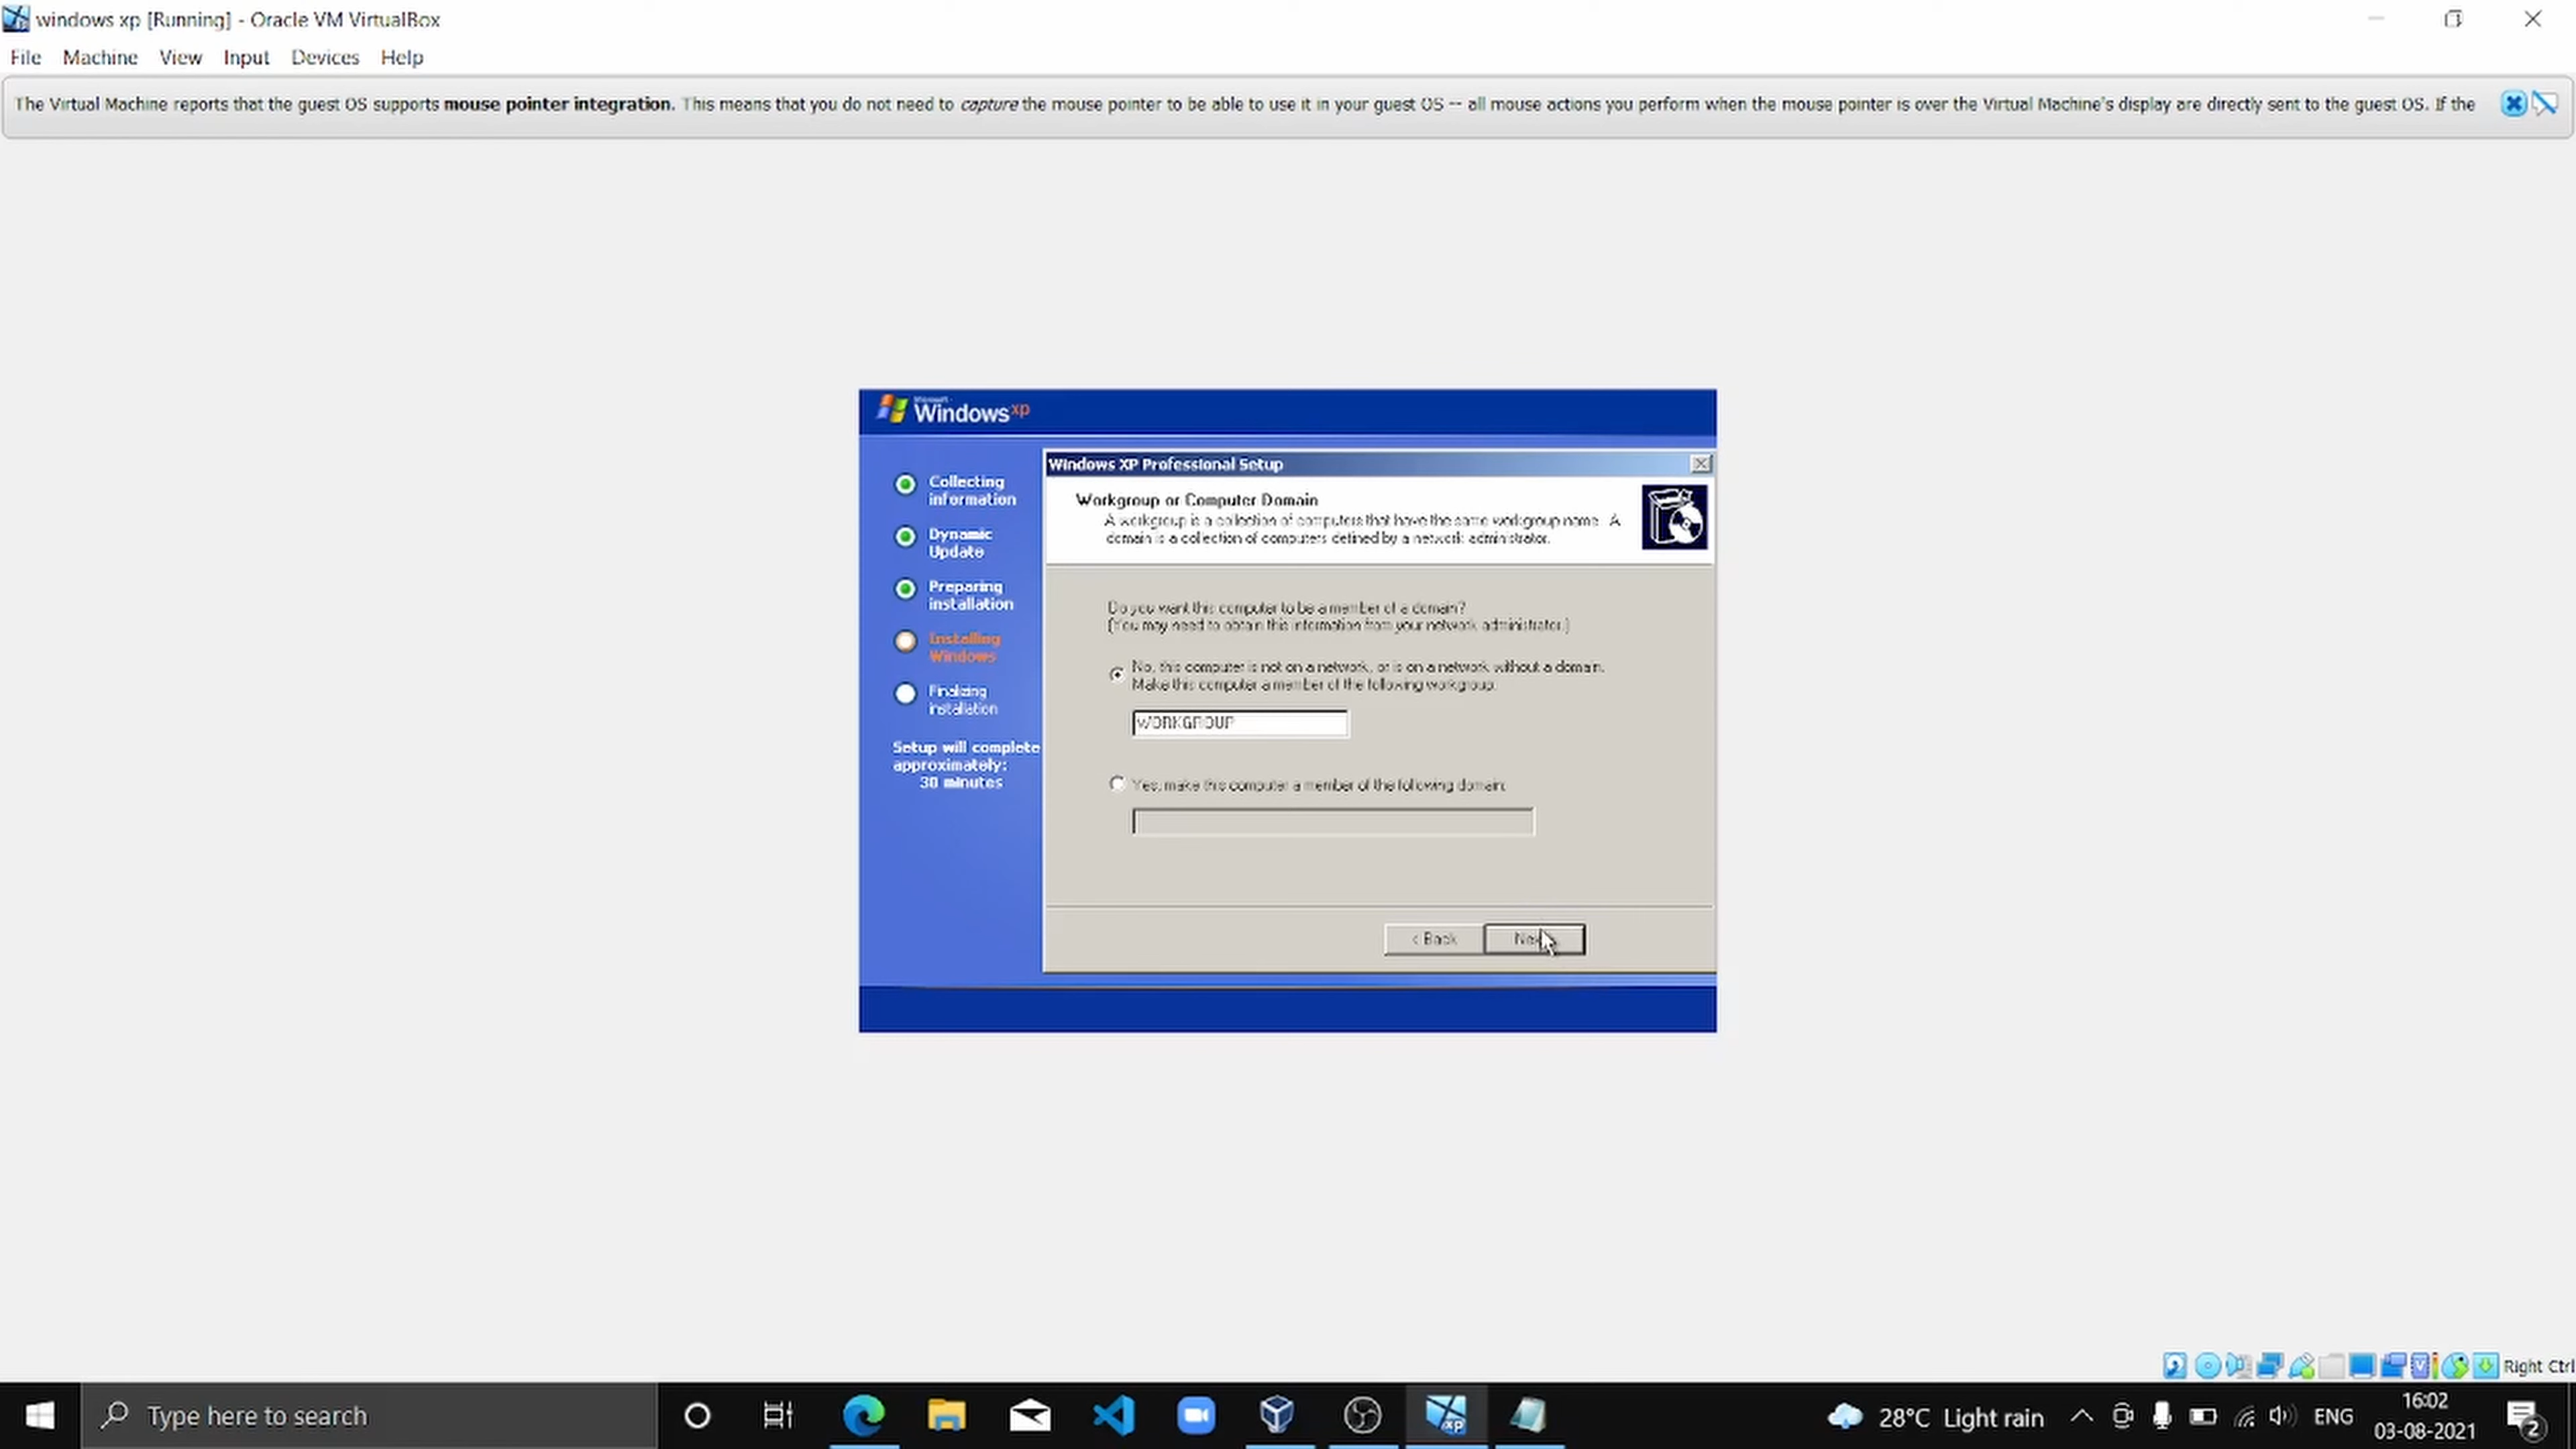 windows xp [Running] - Oracle VM VirtualBox
File Machine View Input Devices Help
The Virtual Machine reports that the guest OS supports mouse pointer integration. This means that you do not need to capture the mouse pointer to be able to use it in your guest OS -- all mouse actions you perform when the mouse pointer is over the Virtual Machine's display are directly sent to the guest OS. If the
Microsoft
Windows xp
Collecting
information
Dynamic
Update
Preparing
installation
Installing
Windows
Finalizing
installation
Setup will complete
approximately:
30 minutes
Windows XP Professional Setup
Workgroup or Computer Domain
A workgroup is a collection of computers that have the same workgroup name. A
domain is a collection of computers defined by a network administrator.
Do you want this computer to be a member of a domain?
(You may need to obtain this information from your network administrator.)
No, this computer is not on a network, or is on a network without a domain.
Make this computer a member of the following workgroup:
WORKGROUP
Yes, make this computer a member of the following domain:
< Back
Right Ctrl
Type here to search
xp
28°C Light rain
ENG
16:02
03-08-2021
2